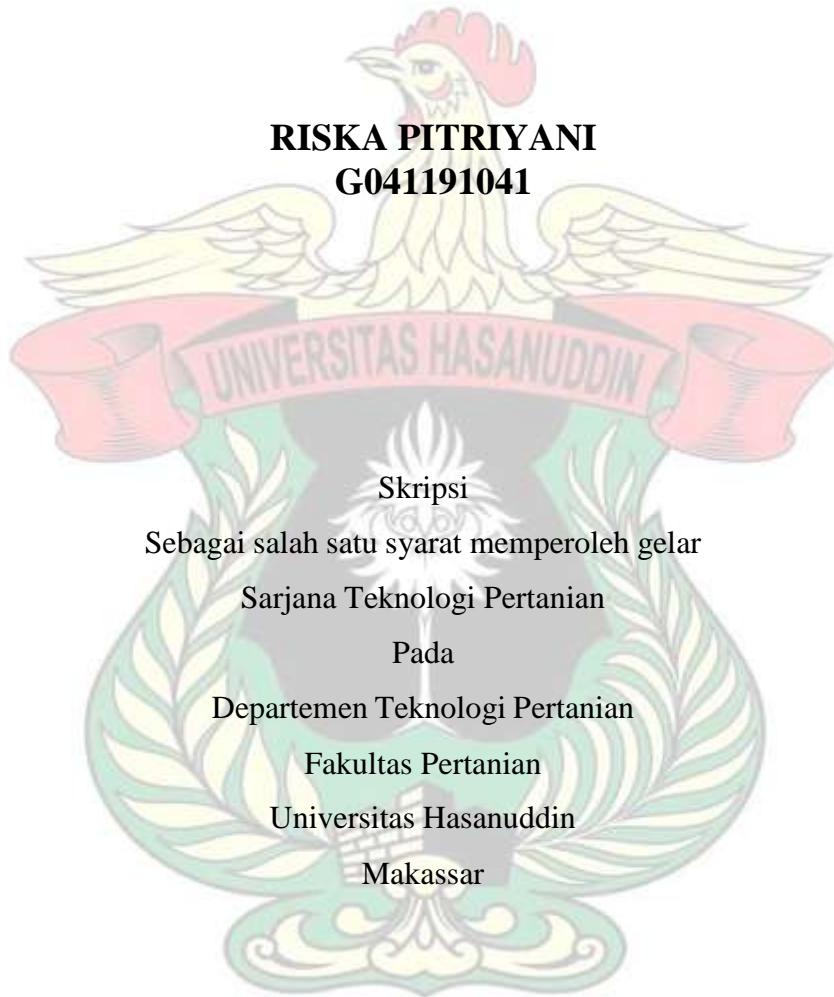 RISKA PITRIYANI
G041191041
UNIVERSITAS HASANUDDIN
Skripsi
Sebagai salah satu syarat memperoleh gelar
Sarjana Teknologi Pertanian
Pada
Departemen Teknologi Pertanian
Fakultas Pertanian
Universitas Hasanuddin
Makassar